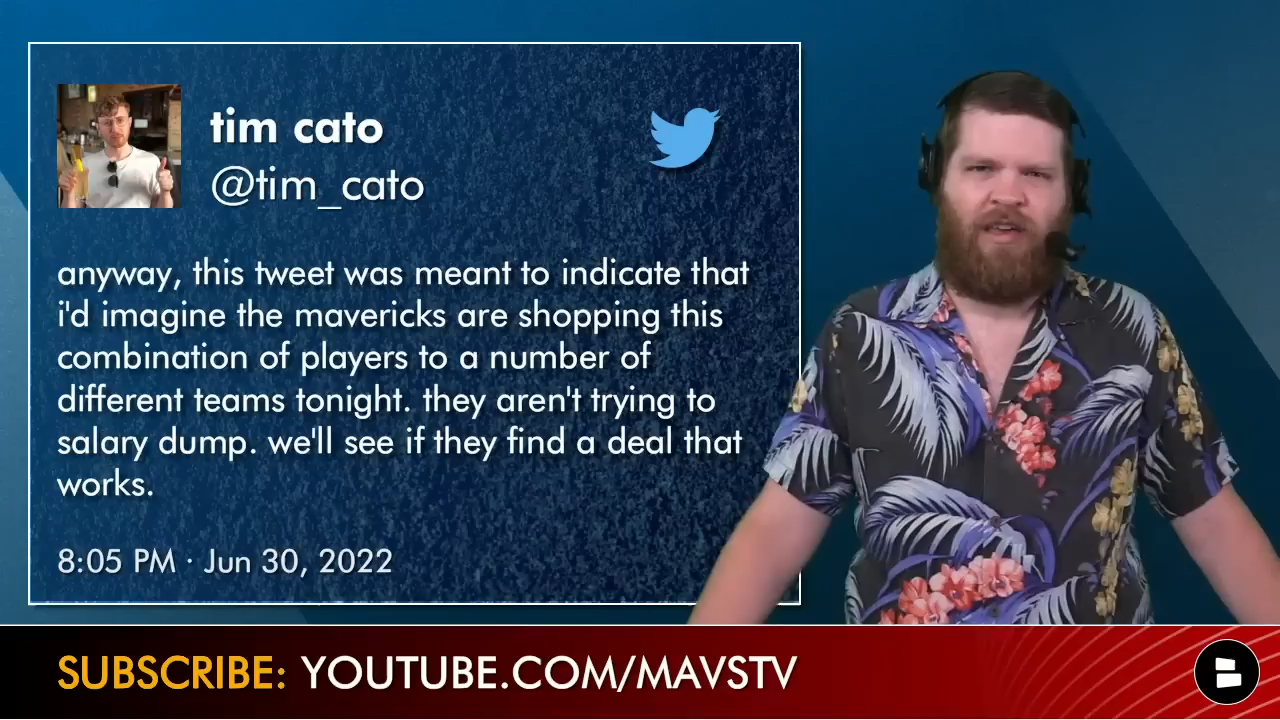 tim cato
@tim_cato
anyway, this tweet was meant to indicate that
i'd imagine the mavericks are shopping this
combination of players to a number of
different teams tonight. they aren't trying to
salary dump. we'll see if they find a deal that
works.
8:05 PM · Jun 30, 2022
SUBSCRIBE: YOUTUBE.COM/MAVSTV